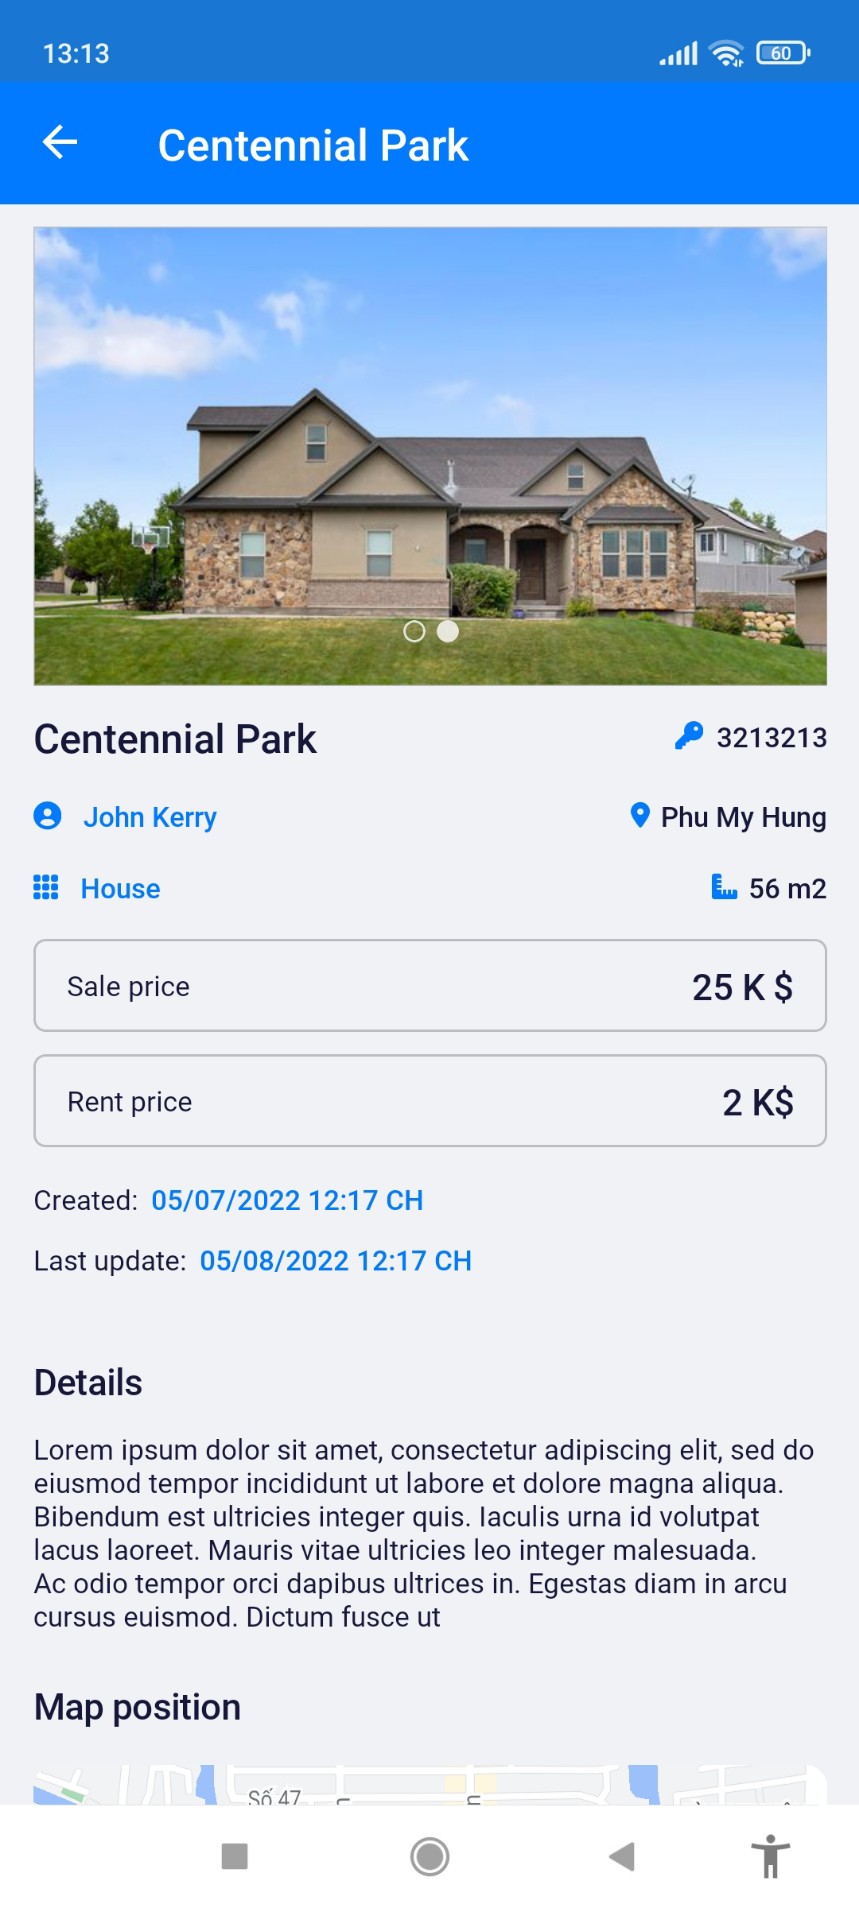 13:13
60
Centennial Park
Centennial Park
3213213
John Kerry
Phu My Hung
House
56 m2
Sale price
25 K $
Rent price
2 K$
Created: 05/07/2022 12:17 CH
Last update: 05/08/2022 12:17 CH
Details
Lorem ipsum dolor sit amet, consectetur adipiscing elit, sed do
eiusmod tempor incididunt ut labore et dolore magna aliqua.
Bibendum est ultricies integer quis. Iaculis urna id volutpat
lacus laoreet. Mauris vitae ultricies leo integer malesuada.
Ac odio tempor orci dapibus ultrices in. Egestas diam in arcu
cursus euismod. Dictum fusce ut
Map position
Số 47